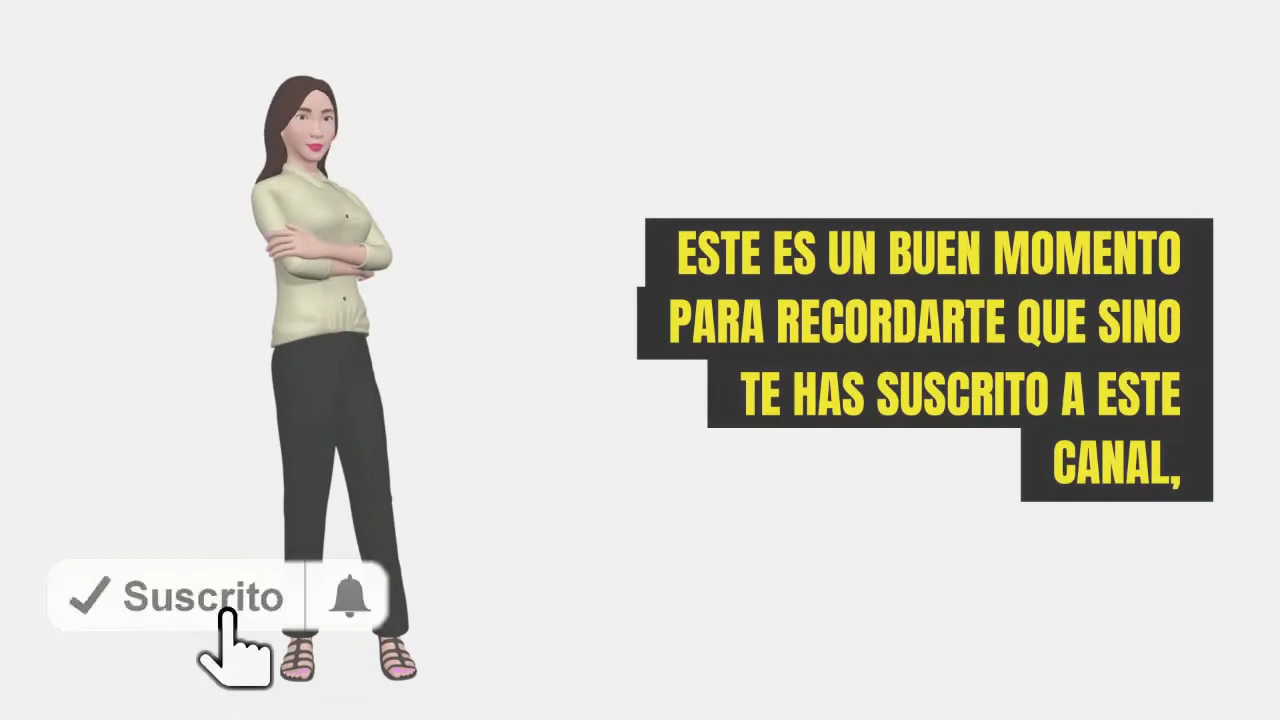 ESTE ES UN BUEN MOMENTO
PARA RECORDARTE QUE SINO
TE HAS SUSCRITO A ESTE
CANAL,
Suscrito